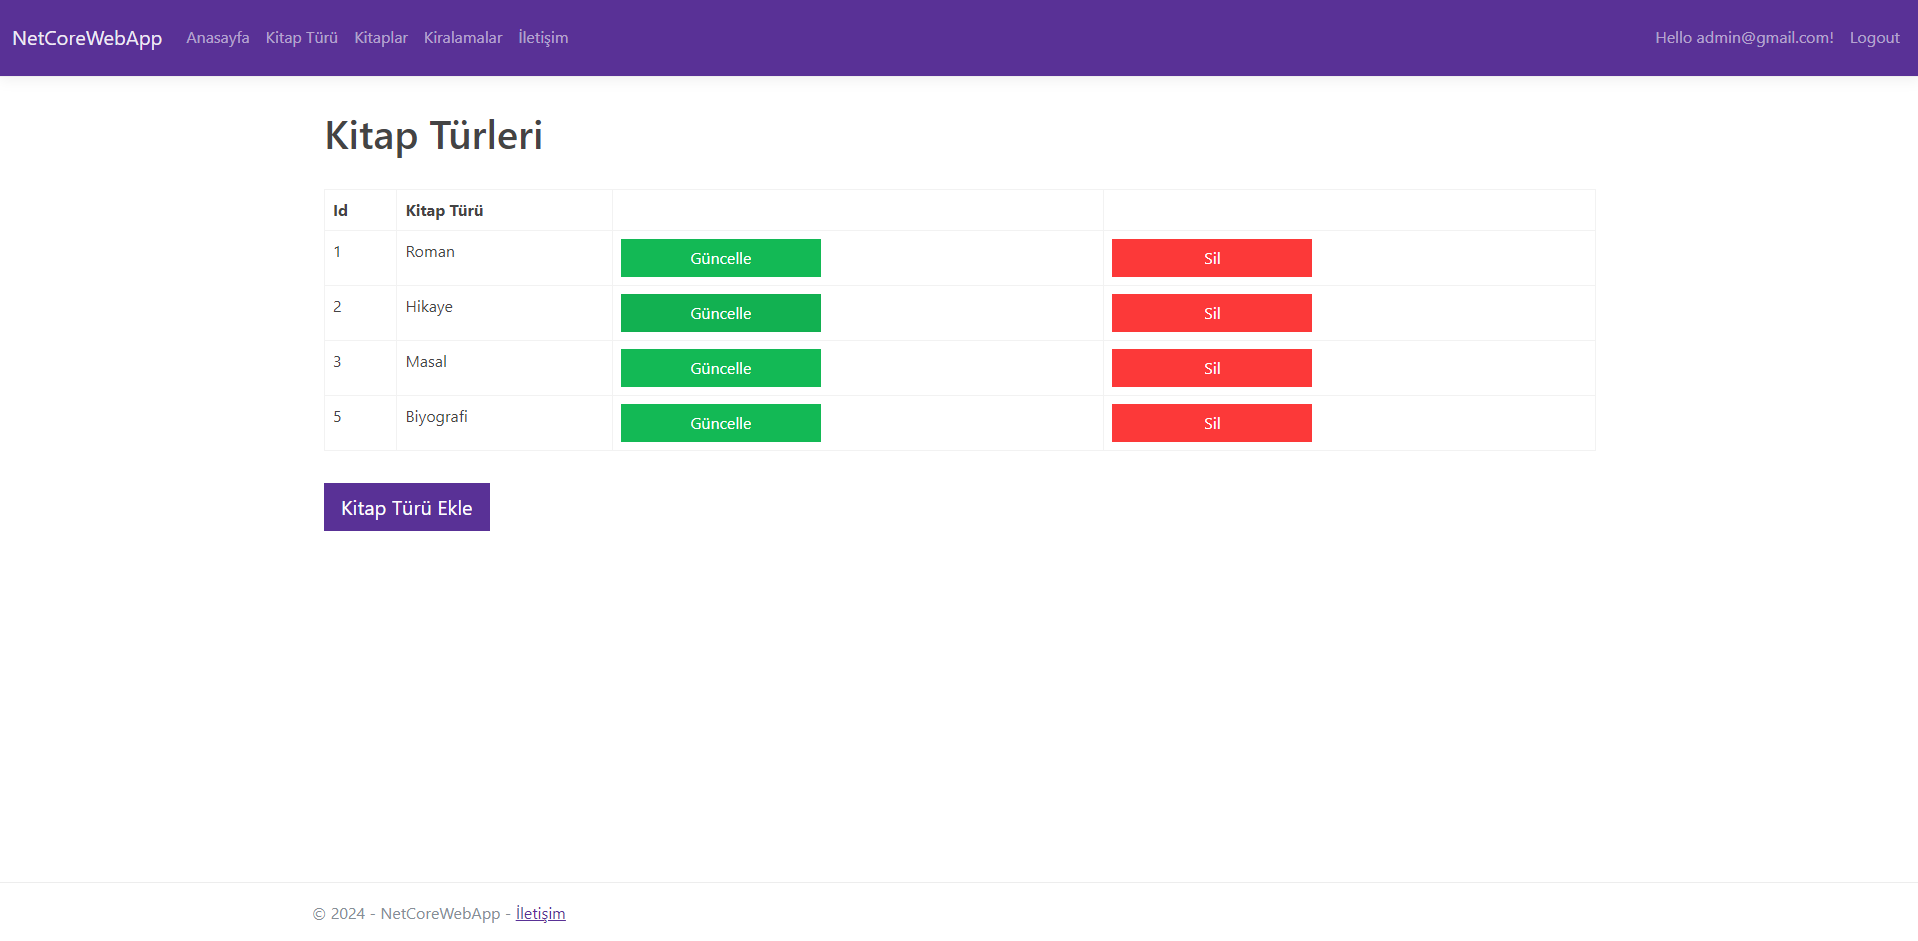 NetCoreWebApp Anasayfa Kitap Türü Kitaplar Kiralamalar İletişim Hello admin@gmail.com! Logout
Kitap Türleri
Id Kitap Türü
1 Roman Güncelle Sil
2 Hikaye Güncelle Sil
3 Masal Güncelle Sil
5 Biyografi Güncelle Sil
Kitap Türü Ekle
© 2024 - NetCoreWebApp - İletişim